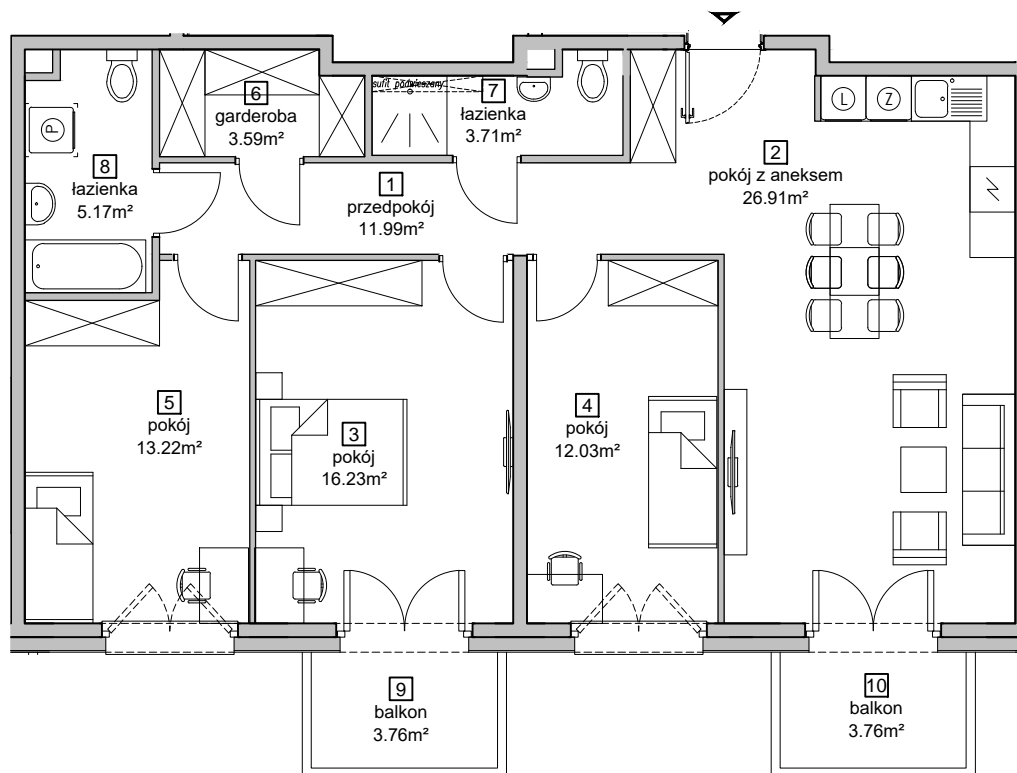 6
garderoba
3.59m²
sufit podwieszany
7
łazienka
3.71m²
L
Z
P
8
łazienka
5.17m²
1
przedpokój
11.99m²
2
pokój z aneksem
26.91m²
5
pokój
13.22m²
3
pokój
16.23m²
4
pokój
12.03m²
9
balkon
3.76m²
10
balkon
3.76m²